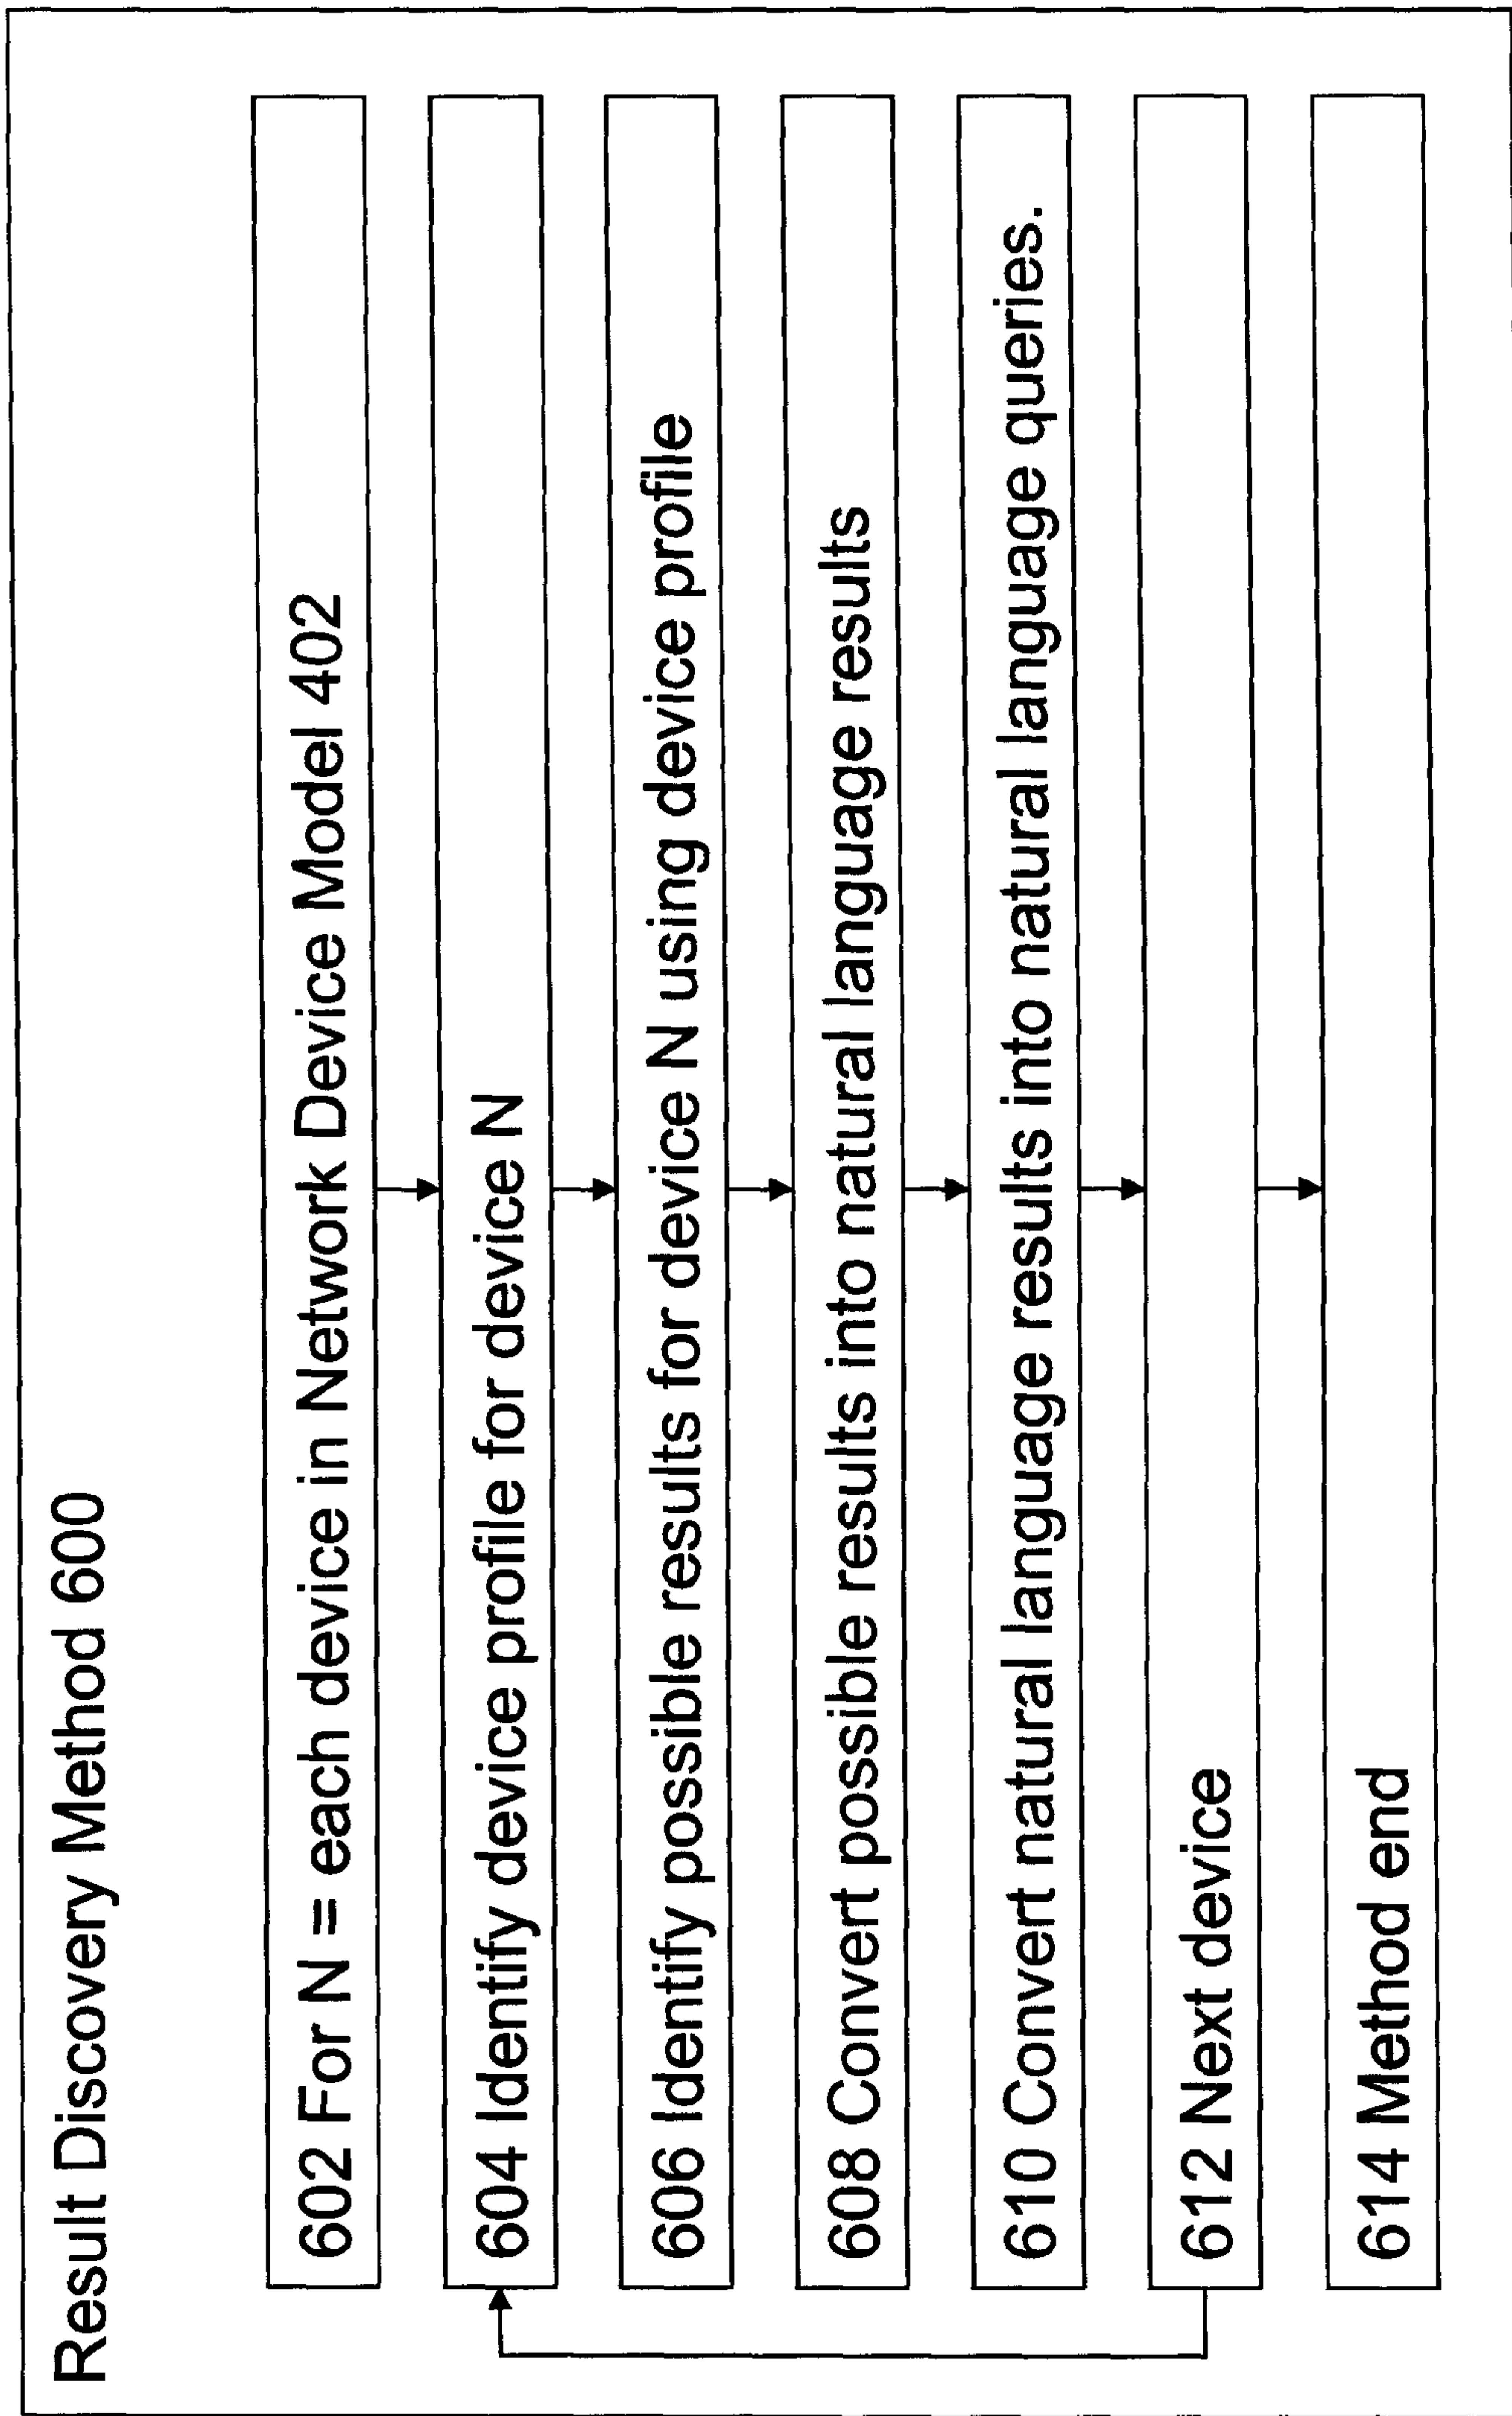 Result Discovery Method 600
602 For N = each device in Network Device Model 402
604 Identify device profile for device N
606 Identify possible results for device N using device profile
608 Convert possible results into natural language results
610 Convert natural language results into natural language queries.
612 Next device
614 Method end